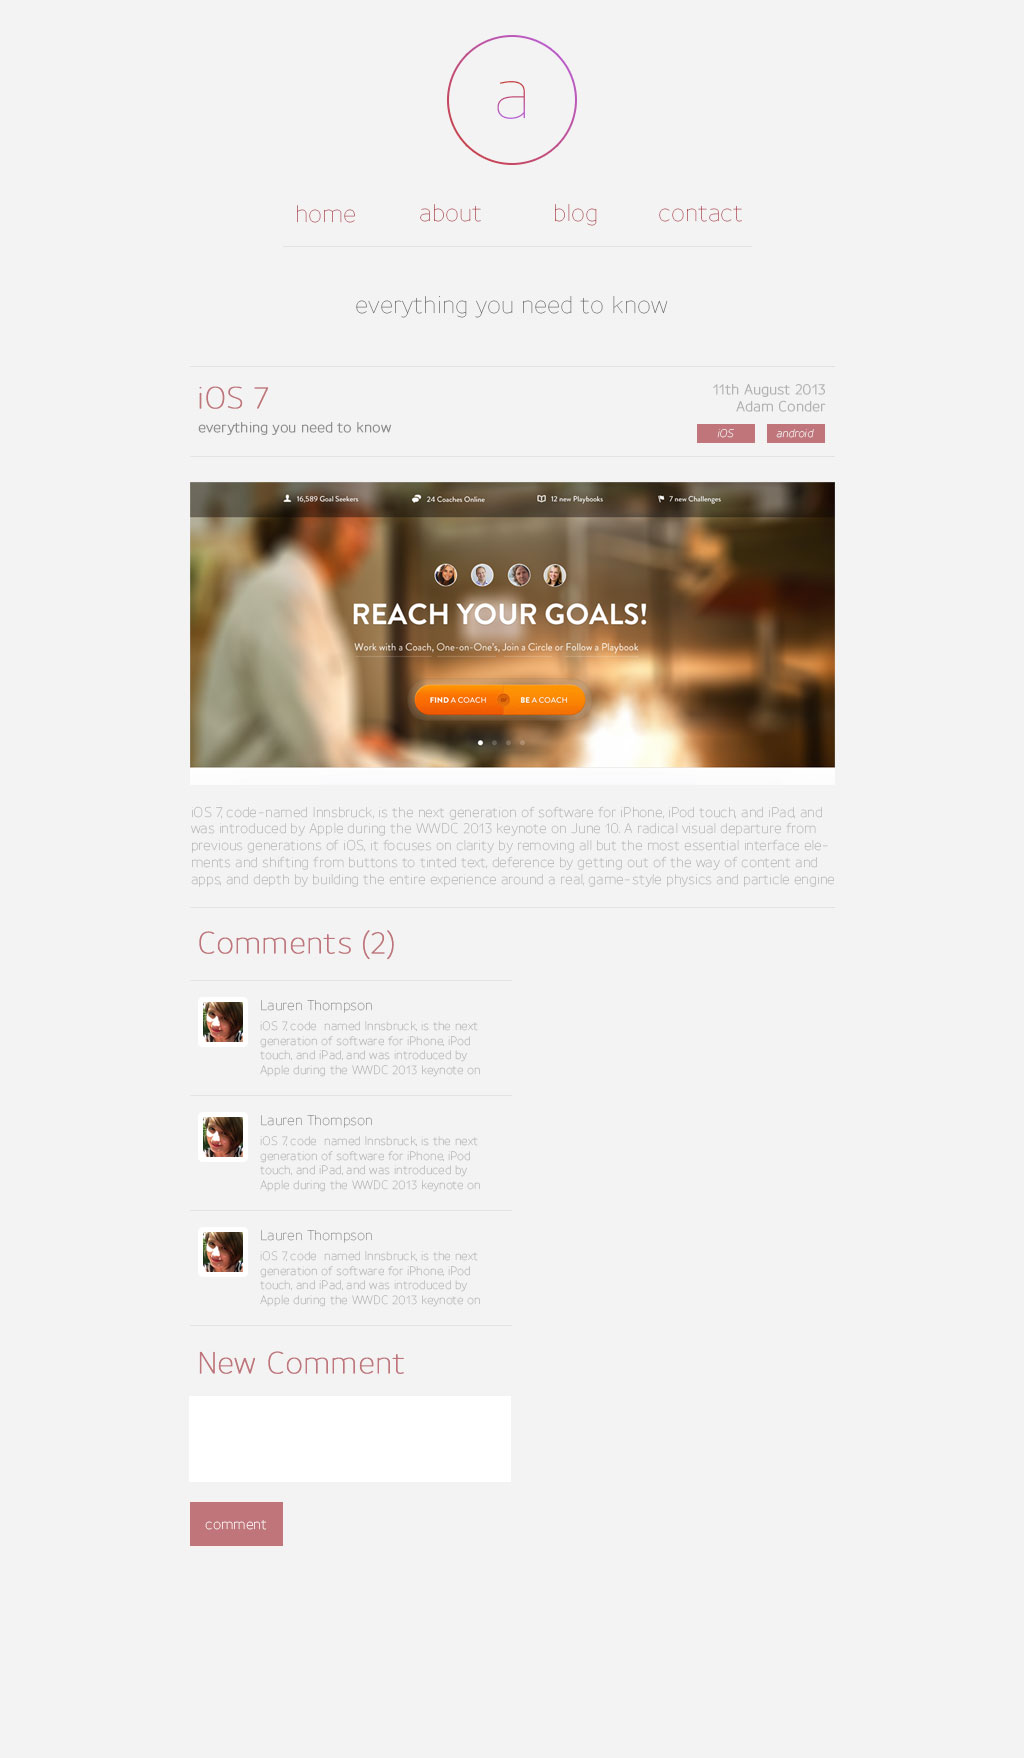 a
home about blog contact
everything you need to know
iOS 7
11th August 2013
Adam Conder
everything you need to know
iOS android
16,589 Goal Seekers 24 Coaches Online 12 new Playbooks 7 new Challenges
REACH YOUR GOALS!
Work with a Coach, One-on-One's, Join a Circle or Follow a Playbook
FIND A COACH or BE A COACH
iOS 7, code-named Innsbruck, is the next generation of software for iPhone, iPod touch, and iPad, and
was introduced by Apple during the WWDC 2013 keynote on June 10. A radical visual departure from
previous generations of iOS, it focuses on clarity by removing all but the most essential interface ele-
ments and shifting from buttons to tinted text, deference by getting out of the way of content and
apps, and depth by building the entire experience around a real, game-style physics and particle engine
Comments (2)
Lauren Thompson
iOS 7, code named Innsbruck, is the next
generation of software for iPhone, iPod
touch, and iPad, and was introduced by
Apple during the WWDC 2013 keynote on
Lauren Thompson
iOS 7, code named Innsbruck, is the next
generation of software for iPhone, iPod
touch, and iPad, and was introduced by
Apple during the WWDC 2013 keynote on
Lauren Thompson
iOS 7, code named Innsbruck, is the next
generation of software for iPhone, iPod
touch, and iPad, and was introduced by
Apple during the WWDC 2013 keynote on
New Comment
comment